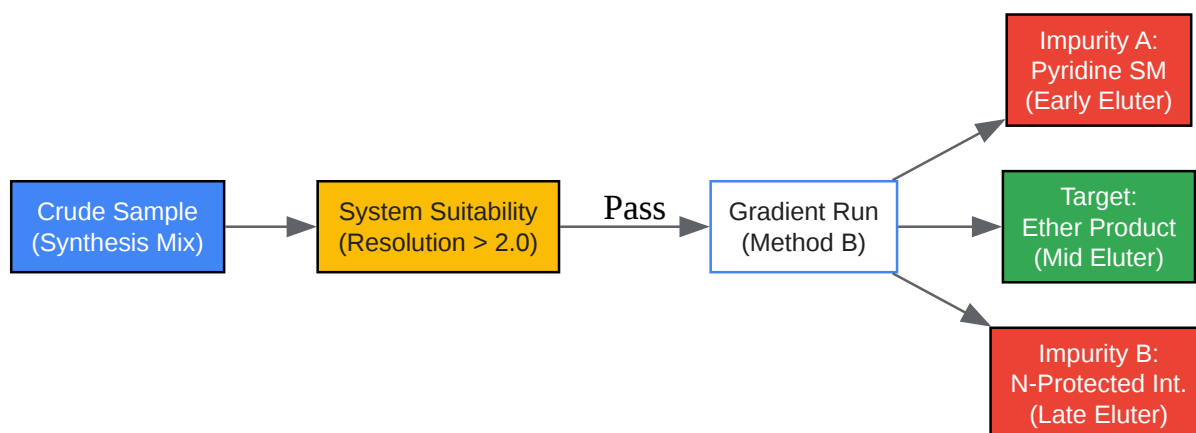 Crude Sample
(Synthesis Mix)
System Suitability
(Resolution > 2.0)
Pass
Gradient Run
(Method B)
Impurity A:
Pyridine SM
(Early Eluter)
Target:
Ether Product
(Mid Eluter)
Impurity B:
N-Protected Int.
(Late Eluter)